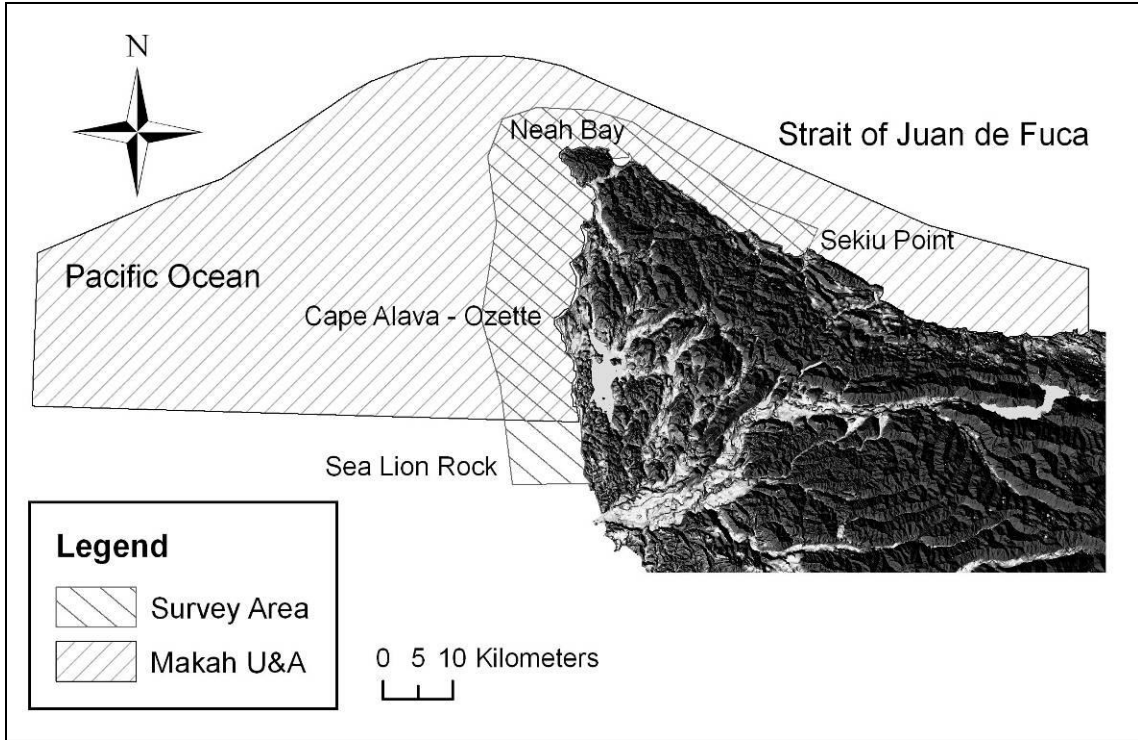 N
Neah Bay
Strait of Juan de Fuca
Sekiu Point
Pacific Ocean
Cape Alava - Ozette
Sea Lion Rock
Legend
Survey Area
Makah U&A
0 5 10 Kilometers